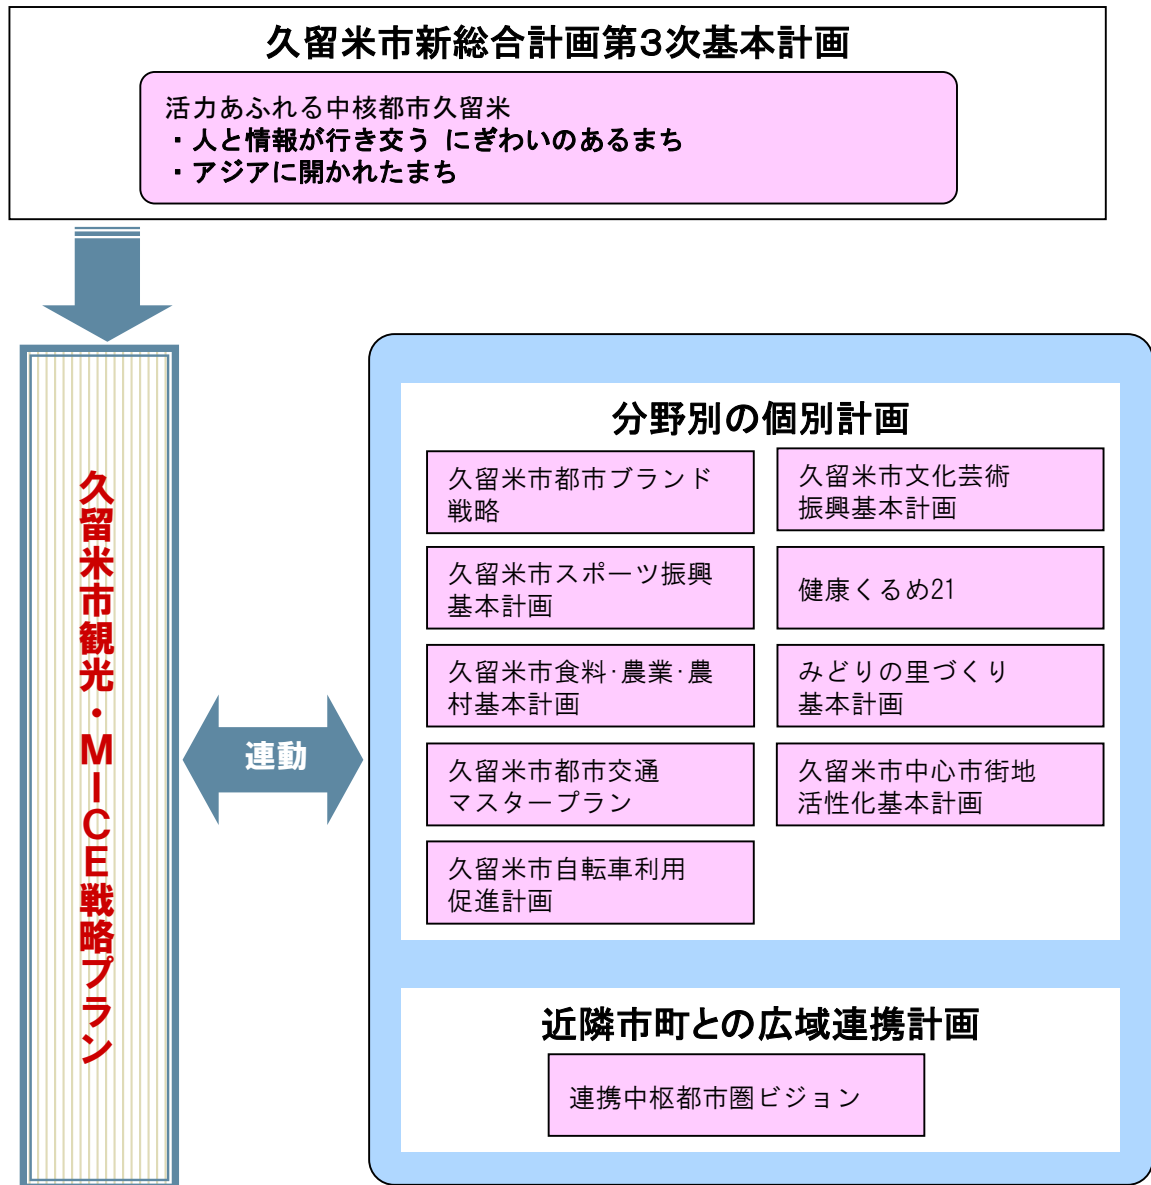 久留米市新総合計画第3次基本計画
活力あふれる中核都市久留米
・人と情報が行き交う にぎわいのあるまち
・アジアに開かれたまち
久留米市観光・MICE戦略プラン
連動
分野別の個別計画
久留米市都市ブランド
戦略
久留米市文化芸術
振興基本計画
久留米市スポーツ振興
基本計画
健康くるめ21
久留米市食料・農業・農
村基本計画
みどりの里づくり
基本計画
久留米市都市交通
マスタープラン
久留米市中心市街地
活性化基本計画
久留米市自転車利用
促進計画
近隣市町との広域連携計画
連携中枢都市圏ビジョン